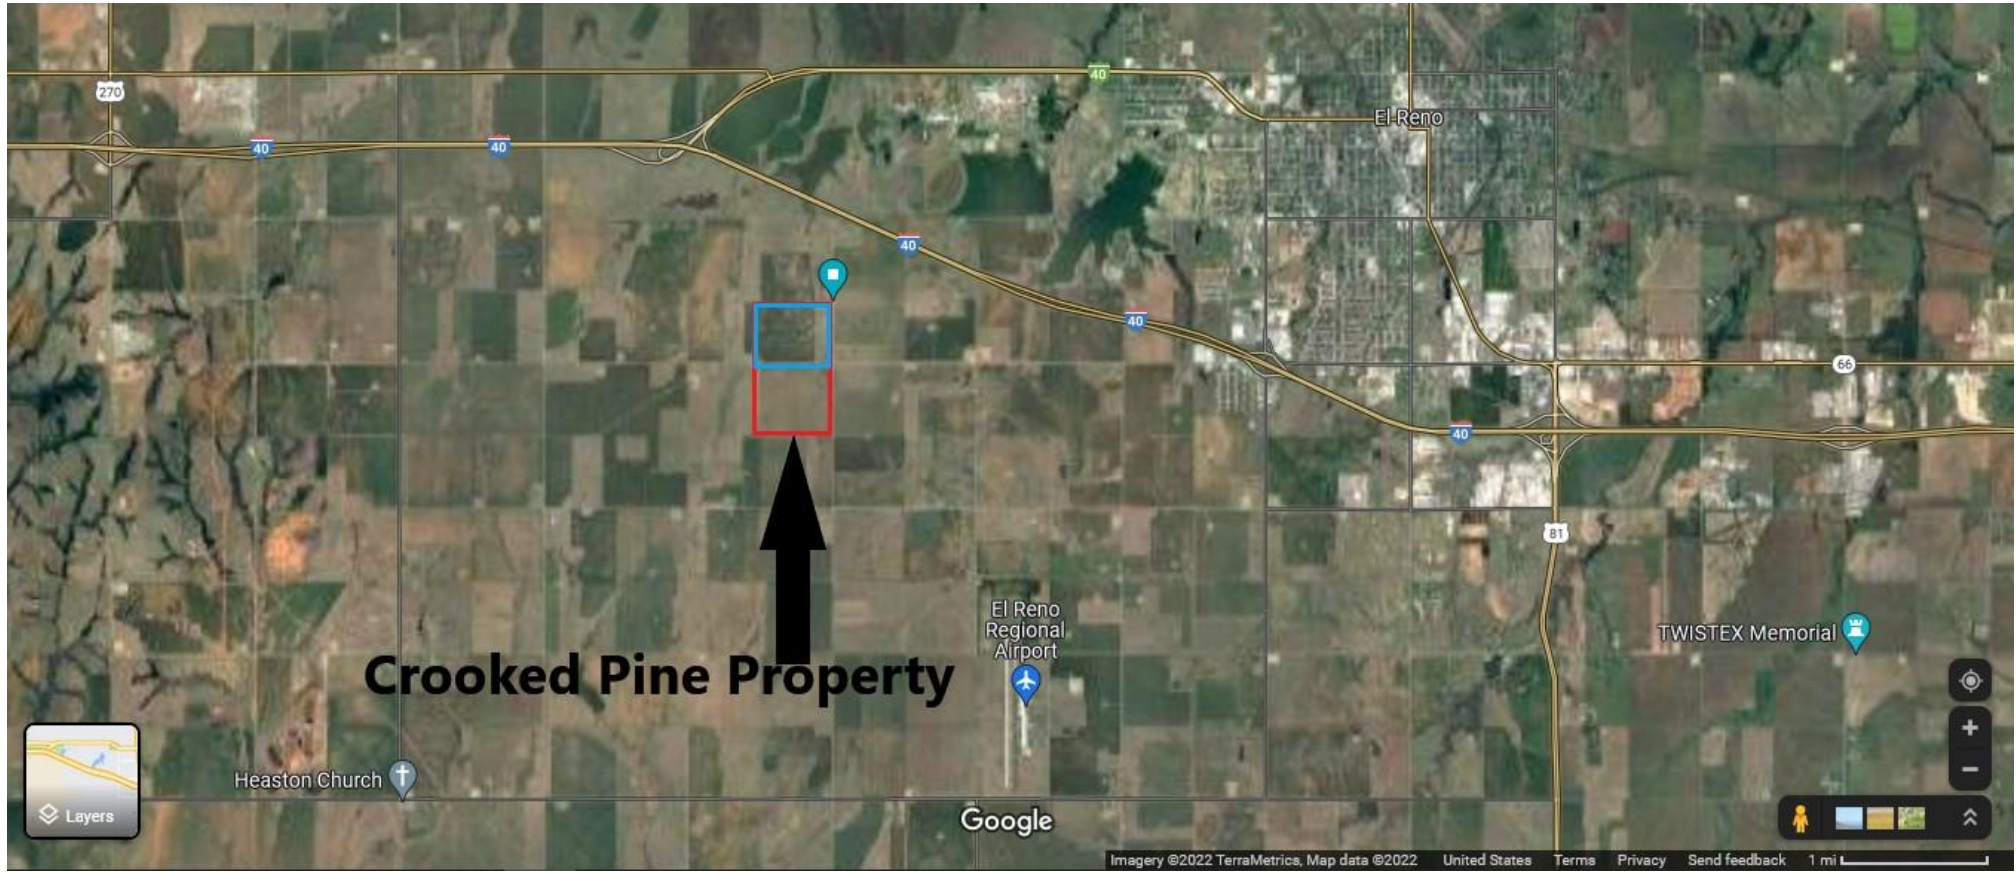 40
270
El Reno
40
40
40
40
66
40
81
El Reno
Regional
Airport
TWISTEX Memorial
Crooked Pine Property
Heaston Church
Layers
Google
Imagery ©2022 TerraMetrics, Map data ©2022 United States Terms Privacy Send feedback 1 mi